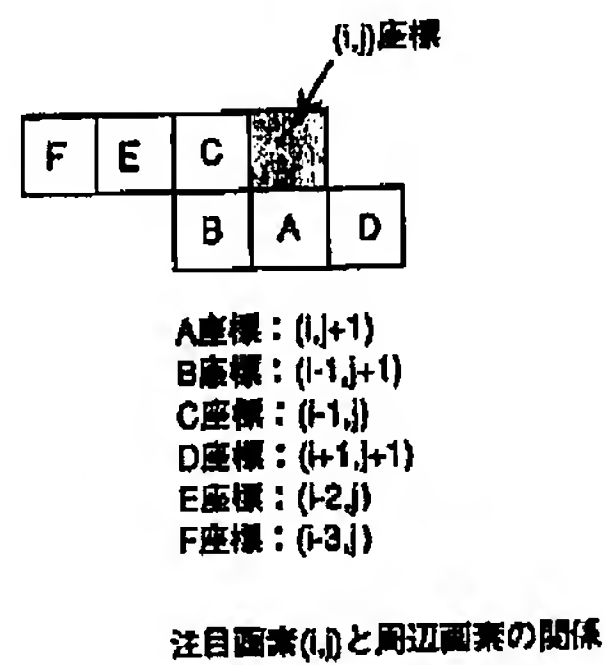 (i,j)座標
F E C
B A D
A座標：(i,j+1)
B座標：(i-1,j+1)
C座標：(i-1,j)
D座標：(i+1,j+1)
E座標：(i-2,j)
F座標：(i-3,j)
注目画素(i,j)と周辺画素の関係